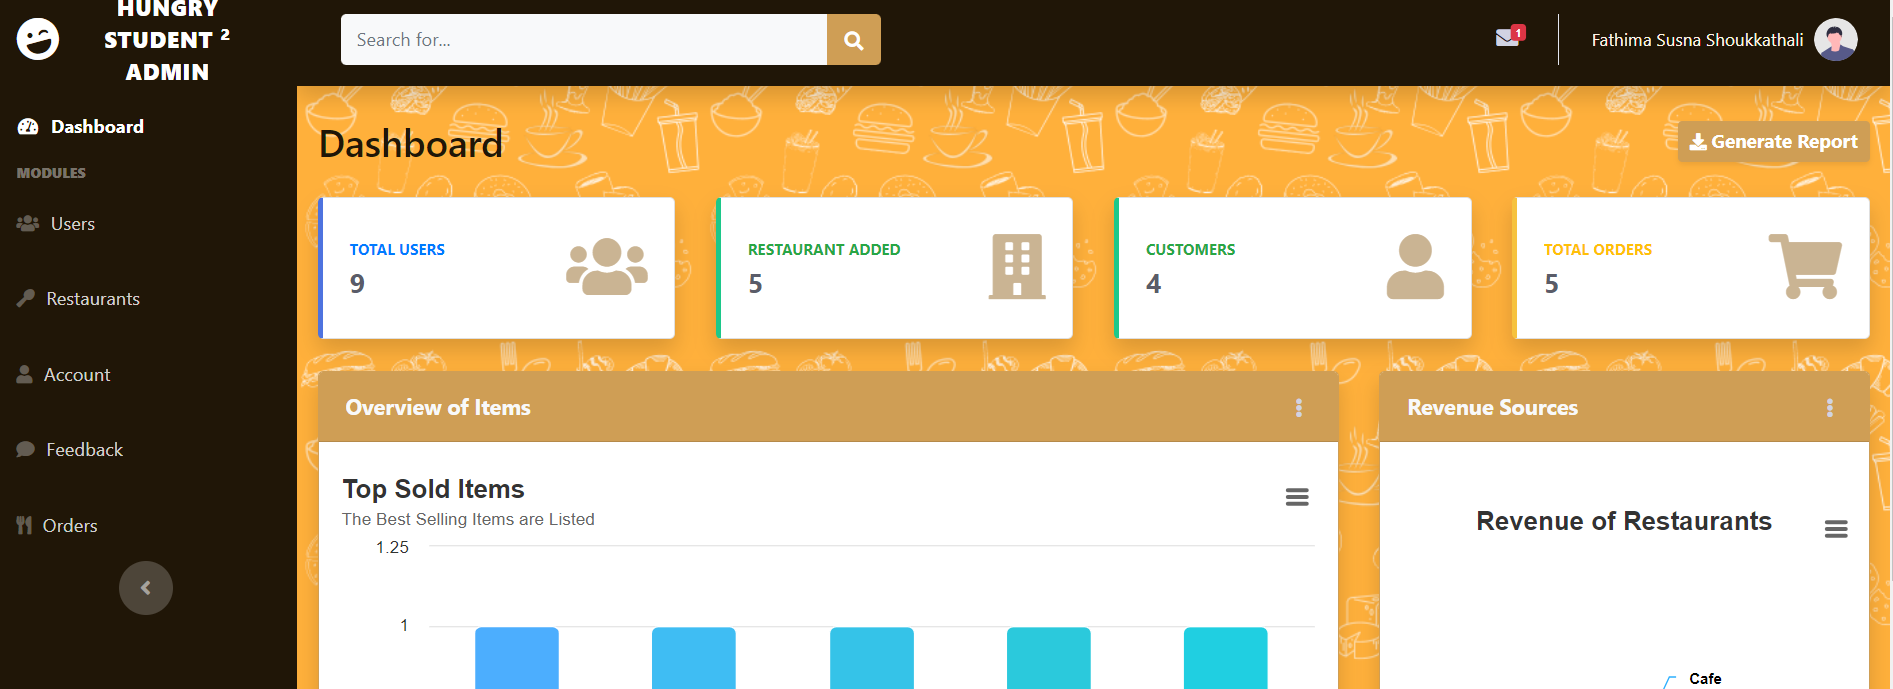 HUNGRY
STUDENT ²
ADMIN
Search for...
1
Fathima Susna Shoukkathali
Dashboard
MODULES
Users
Restaurants
Account
Feedback
Orders
Dashboard
Generate Report
TOTAL USERS
9
RESTAURANT ADDED
5
CUSTOMERS
4
TOTAL ORDERS
5
Overview of Items
Top Sold Items
The Best Selling Items are Listed
1.25
1
Revenue Sources
Revenue of Restaurants
Cafe